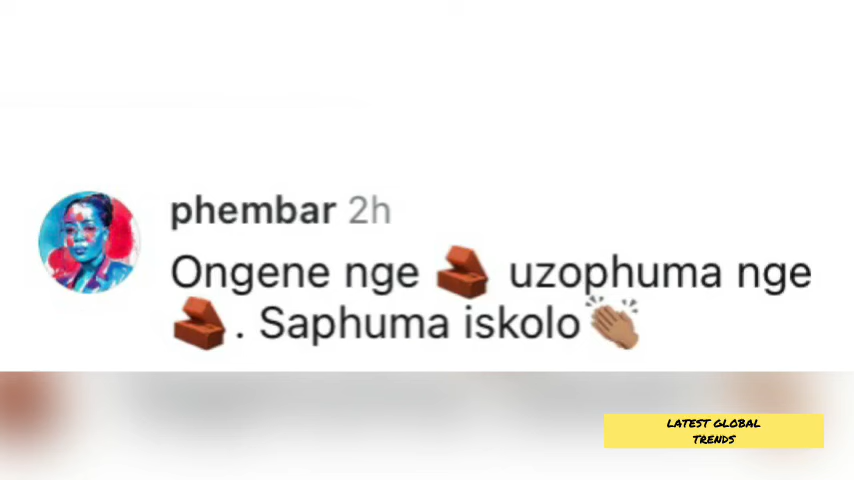 phembar 2h
Ongene nge 🧱 uzophuma nge
🧱. Saphuma iskolo👏🏽
LATEST GLOBAL
TRENDS